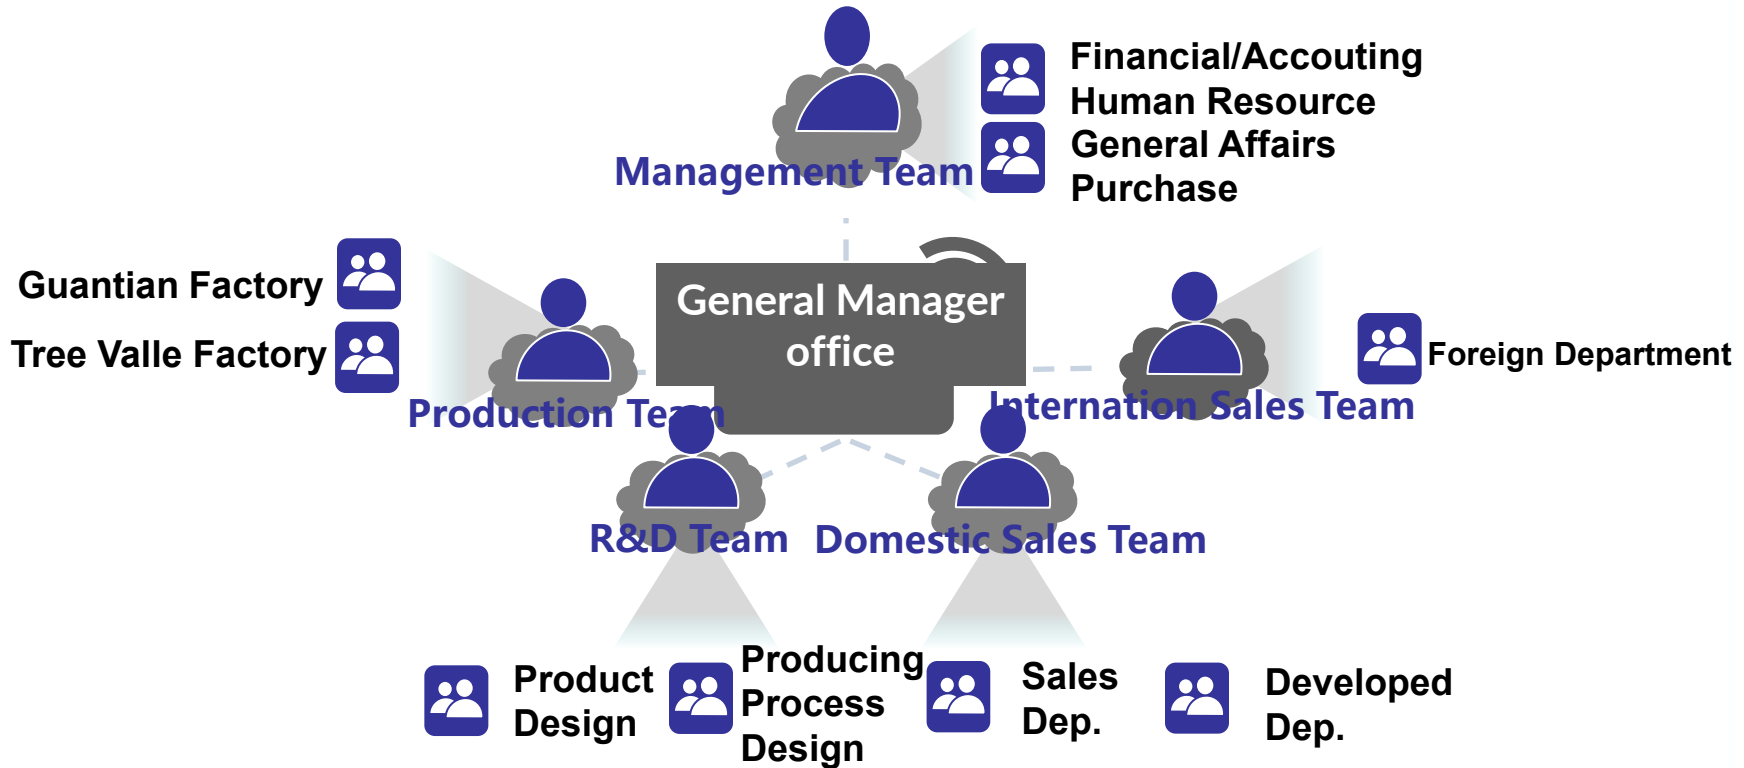 Financial/Accouting
Human Resource
General Affairs
Purchase
Management Team
Guantian Factory
Tree Valle Factory
Production Team
General Manager
office
Foreign Department
Internation Sales Team
R&D Team
Domestic Sales Team
Product
Design
Producing
Process
Design
Sales
Dep.
Developed
Dep.